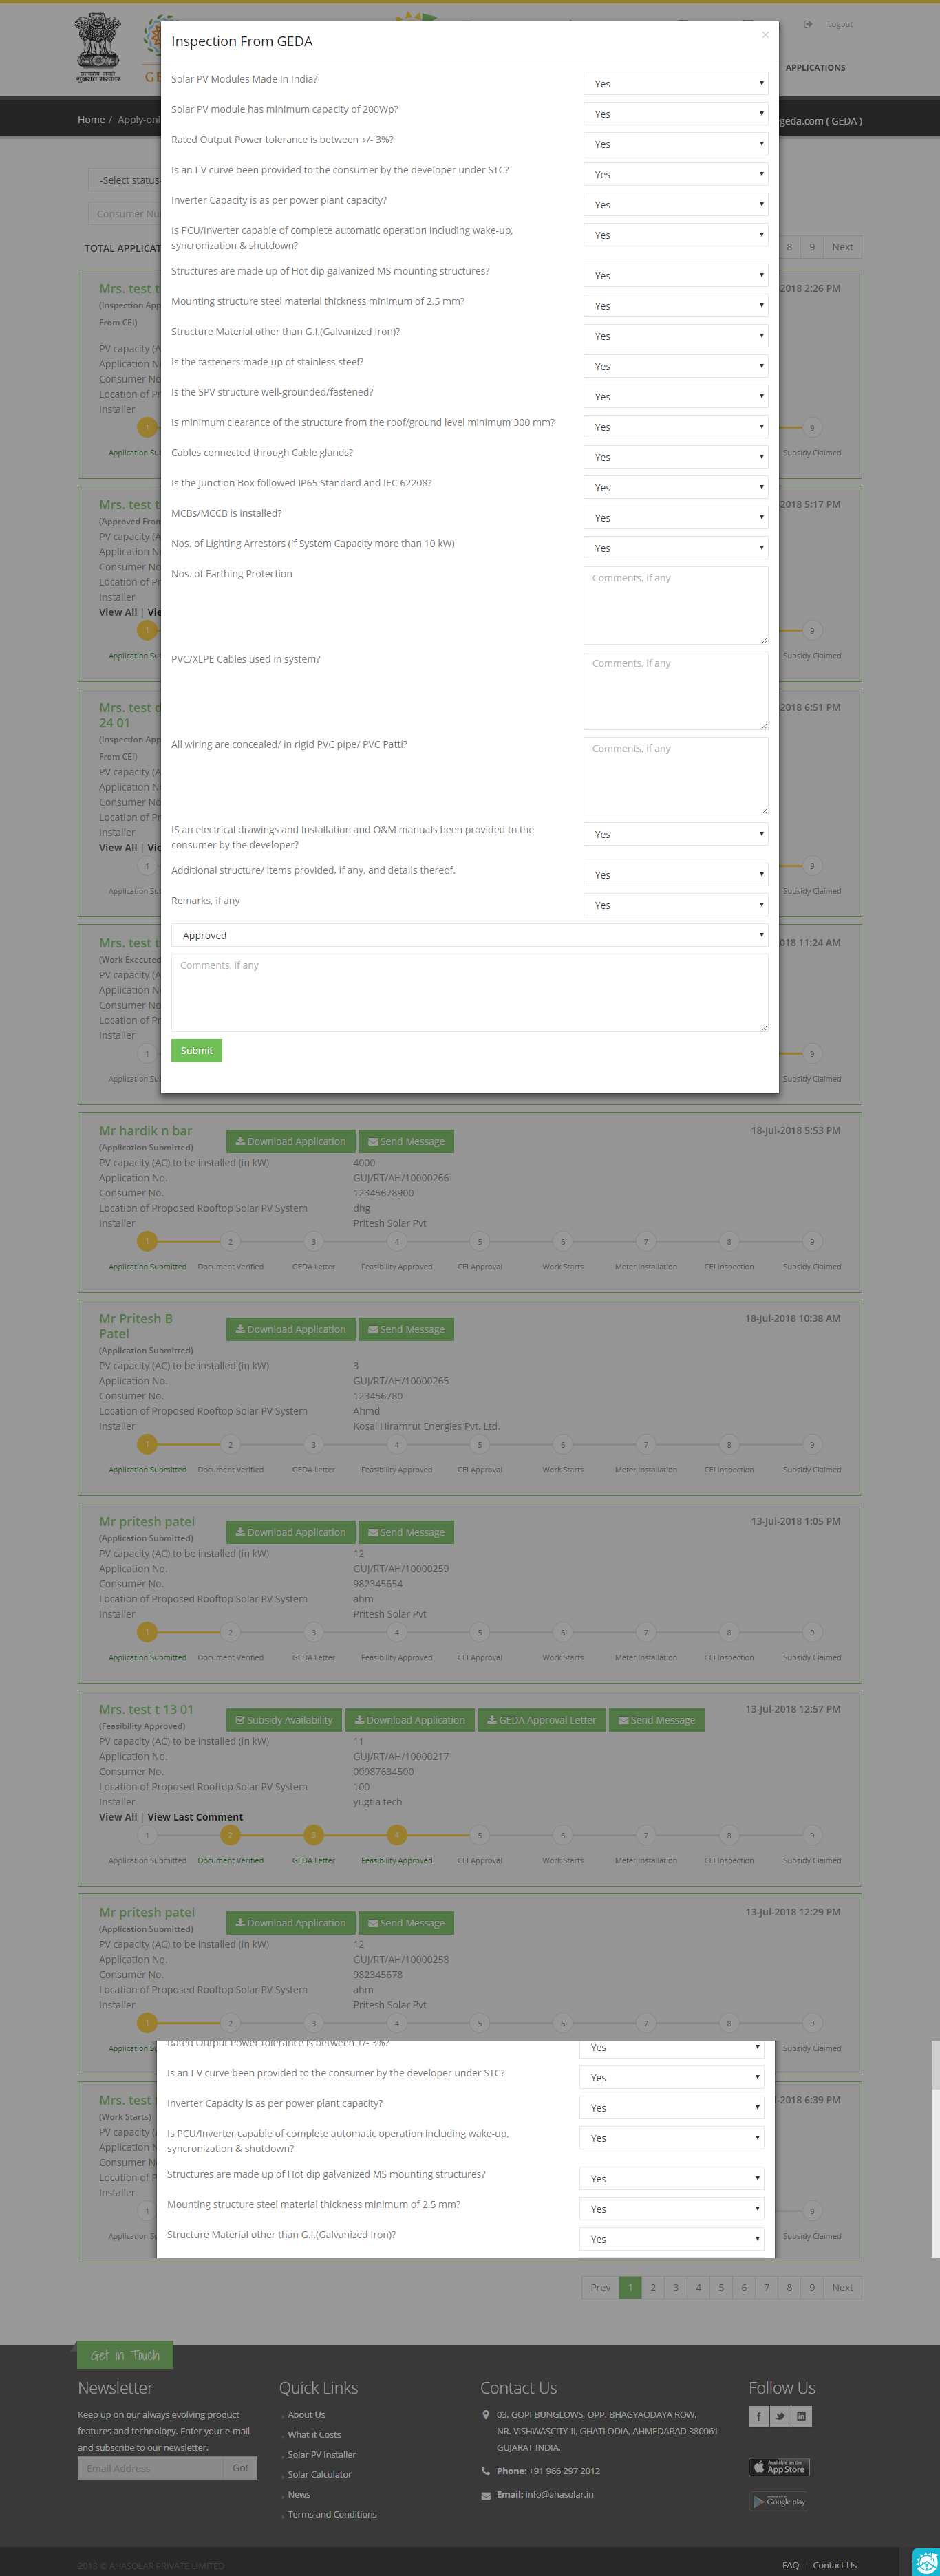 Logout
APPLICATIONS
Inspection From GEDA
×
Home / Apply-onl
geda.com ( GEDA )
-Select status-
Consumer Nu
TOTAL APPLICAT
8 9 Next
Solar PV Modules Made In India? Yes
Solar PV module has minimum capacity of 200Wp? Yes
Rated Output Power tolerance is between +/- 3%? Yes
Is an I-V curve been provided to the consumer by the developer under STC? Yes
Inverter Capacity is as per power plant capacity? Yes
Is PCU/Inverter capable of complete automatic operation including wake-up, Yes
syncronization & shutdown?
Structures are made up of Hot dip galvanized MS mounting structures? Yes
Mounting structure steel material thickness minimum of 2.5 mm? Yes
Structure Material other than G.I.(Galvanized Iron)? Yes
Is the fasteners made up of stainless steel? Yes
Is the SPV structure well-grounded/fastened? Yes
Is minimum clearance of the structure from the roof/ground level minimum 300 mm? Yes
Cables connected through Cable glands? Yes
Is the Junction Box followed IP65 Standard and IEC 62208? Yes
MCBs/MCCB is installed? Yes
Nos. of Lighting Arrestors (if System Capacity more than 10 kW) Yes
Nos. of Earthing Protection Comments, if any
PVC/XLPE Cables used in system? Comments, if any
All wiring are concealed/ in rigid PVC pipe/ PVC Patti? Comments, if any
IS an electrical drawings and Installation and O&M manuals been provided to the Yes
consumer by the developer?
Additional structure/ items provided, if any, and details thereof. Yes
Remarks, if any Yes
Approved
Comments, if any
Submit
Mrs. test t 2018 2:26 PM
(Inspection App
From CEI)
PV capacity (A
Application No
Consumer No
Location of Pr
Installer
1 9
Application Sub Subsidy Claimed
Mrs. test t 2018 5:17 PM
(Approved From
PV capacity (A
Application No
Consumer No
Location of Pr
Installer
View All | Vie
1 9
Application Sub Subsidy Claimed
Mrs. test d 2018 6:51 PM
24 01
(Inspection App
From CEI)
PV capacity (A
Application No
Consumer No
Location of Pr
Installer
View All | Vie
1 9
Application Sub Subsidy Claimed
Mrs. test t 018 11:24 AM
(Work Executed
PV capacity (A
Application No
Consumer No
Location of Pr
Installer
1 9
Application Sub Subsidy Claimed
Mr hardik n bar Download Application Send Message 18-Jul-2018 5:53 PM
(Application Submitted)
PV capacity (AC) to be installed (in kW) 4000
Application No. GUJ/RT/AH/10000266
Consumer No. 12345678900
Location of Proposed Rooftop Solar PV System dhg
Installer Pritesh Solar Pvt
1 2 3 4 5 6 7 8 9
Application Submitted Document Verified GEDA Letter Feasibility Approved CEI Approval Work Starts Meter Installation CEI Inspection Subsidy Claimed
Mr Pritesh B Download Application Send Message 18-Jul-2018 10:38 AM
Patel
(Application Submitted)
PV capacity (AC) to be installed (in kW) 3
Application No. GUJ/RT/AH/10000265
Consumer No. 123456780
Location of Proposed Rooftop Solar PV System Ahmd
Installer Kosal Hiramrut Energies Pvt. Ltd.
1 2 3 4 5 6 7 8 9
Application Submitted Document Verified GEDA Letter Feasibility Approved CEI Approval Work Starts Meter Installation CEI Inspection Subsidy Claimed
Mr pritesh patel Download Application Send Message 13-Jul-2018 1:05 PM
(Application Submitted)
PV capacity (AC) to be installed (in kW) 12
Application No. GUJ/RT/AH/10000259
Consumer No. 982345654
Location of Proposed Rooftop Solar PV System ahm
Installer Pritesh Solar Pvt
1 2 3 4 5 6 7 8 9
Application Submitted Document Verified GEDA Letter Feasibility Approved CEI Approval Work Starts Meter Installation CEI Inspection Subsidy Claimed
Mrs. test t 13 01 Subsidy Availability Download Application GEDA Approval Letter Send Message 13-Jul-2018 12:57 PM
(Feasibility Approved)
PV capacity (AC) to be installed (in kW) 11
Application No. GUJ/RT/AH/10000217
Consumer No. 00987634500
Location of Proposed Rooftop Solar PV System 100
Installer yugtia tech
View All | View Last Comment
1 2 3 4 5 6 7 8 9
Application Submitted Document Verified GEDA Letter Feasibility Approved CEI Approval Work Starts Meter Installation CEI Inspection Subsidy Claimed
Mr pritesh patel Download Application Send Message 13-Jul-2018 12:29 PM
(Application Submitted)
PV capacity (AC) to be installed (in kW) 12
Application No. GUJ/RT/AH/10000258
Consumer No. 982345678
Location of Proposed Rooftop Solar PV System ahm
Installer Pritesh Solar Pvt
1 2 3 4 5 6 7 8 9
Application Su Subsidy Claimed
Rated Output Power tolerance is between +/- 3%? Yes
Is an I-V curve been provided to the consumer by the developer under STC? Yes
Inverter Capacity is as per power plant capacity? Yes
Is PCU/Inverter capable of complete automatic operation including wake-up, Yes
syncronization & shutdown?
Structures are made up of Hot dip galvanized MS mounting structures? Yes
Mounting structure steel material thickness minimum of 2.5 mm? Yes
Structure Material other than G.I.(Galvanized Iron)? Yes
Mrs. test l-2018 6:39 PM
(Work Starts)
PV capacity (
Application N
Consumer N
Location of P
Installer
1 9
Application Su Subsidy Claimed
Prev 1 2 3 4 5 6 7 8 9 Next
Get in Touch
Newsletter
Keep up on our always evolving product
features and technology. Enter your e-mail
and subscribe to our newsletter.
Email Address Go!
Quick Links
About Us
What it Costs
Solar PV Installer
Solar Calculator
News
Terms and Conditions
Contact Us
03, GOPI BUNGLOWS, OPP. BHAGYAODAYA ROW,
NR. VISHWASCITY-II, GHATLODIA, AHMEDABAD 380061
GUJARAT INDIA.
Phone: +91 966 297 2012
Email: info@ahasolar.in
Follow Us
Available on the
App Store
Google play
2018 © AHASOLAR PRIVATE LIMITED
FAQ | Contact Us